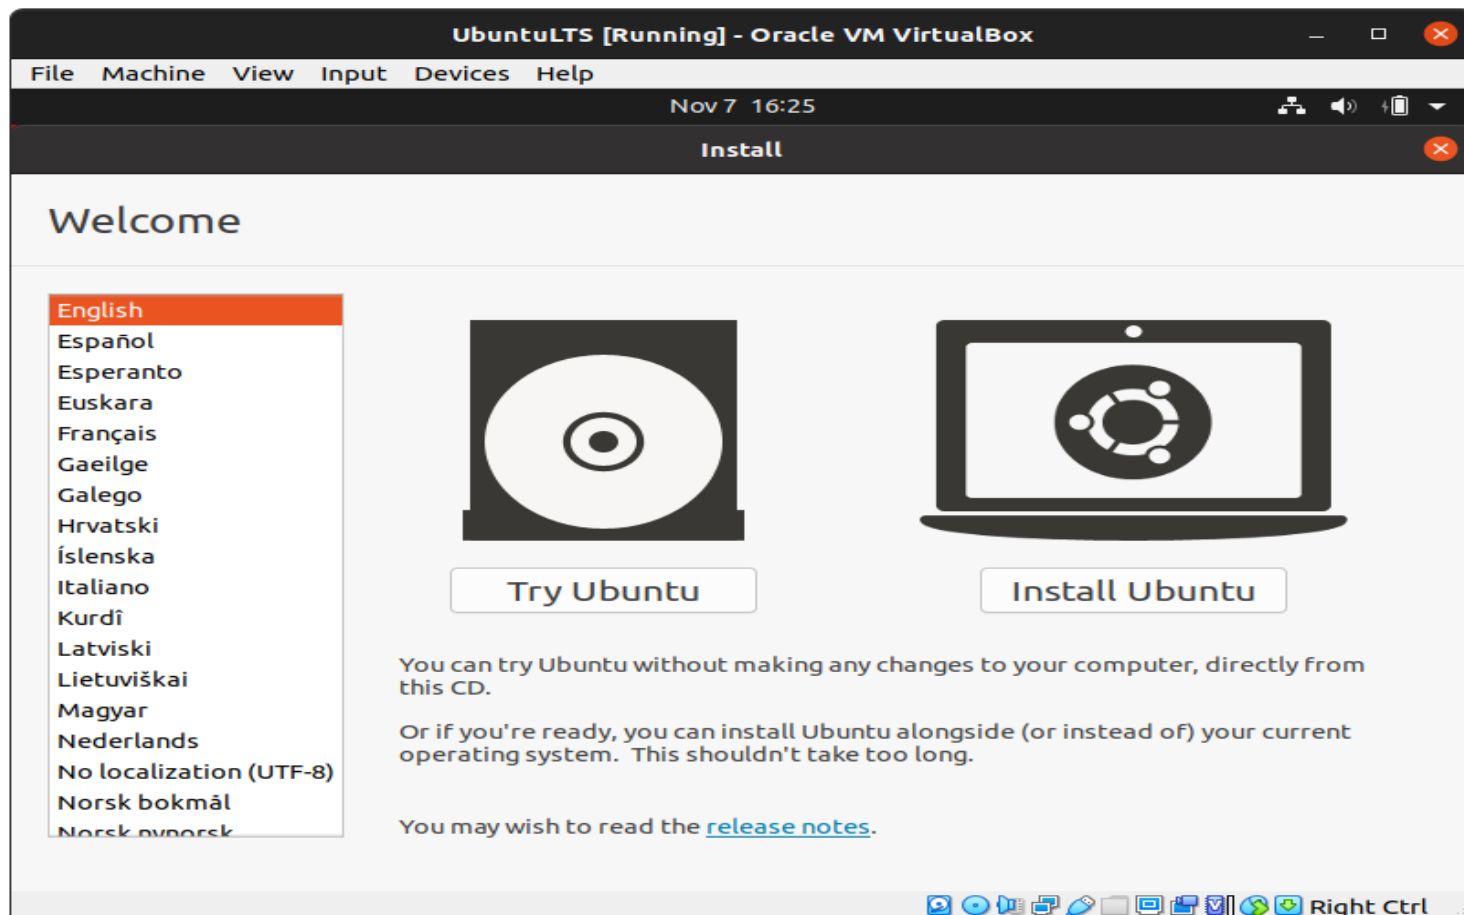 UbuntuLTS [Running] - Oracle VM VirtualBox
File Machine View Input Devices Help
Nov 7 16:25
Install
Welcome
English
Español
Esperanto
Euskara
Français
Gaeilge
Galego
Hrvatski
Íslenska
Italiano
Kurdî
Latviski
Lietuviškai
Magyar
Nederlands
No localization (UTF-8)
Norsk bokmål
Norsk nynorsk
Try Ubuntu
Install Ubuntu
You can try Ubuntu without making any changes to your computer, directly from
this CD.
Or if you're ready, you can install Ubuntu alongside (or instead of) your current
operating system. This shouldn't take too long.
You may wish to read the release notes.
Right Ctrl